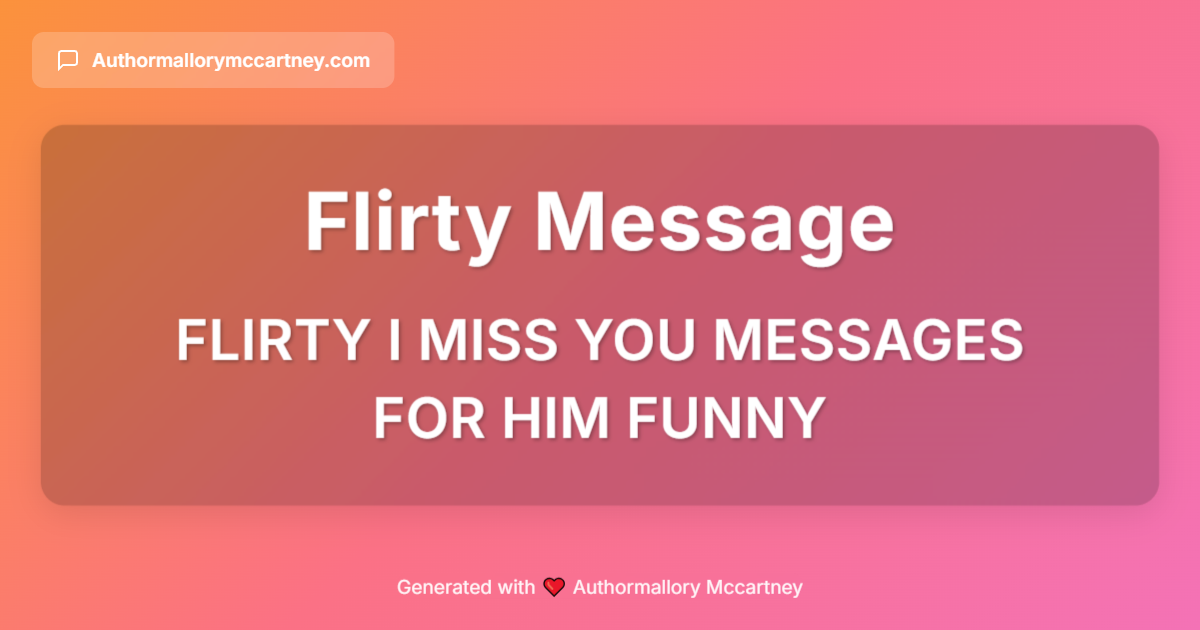 Authormallorymccartney.com
Flirty Message
FLIRTY I MISS YOU MESSAGES
FOR HIM FUNNY
Generated with ❤️ Authormallory Mccartney